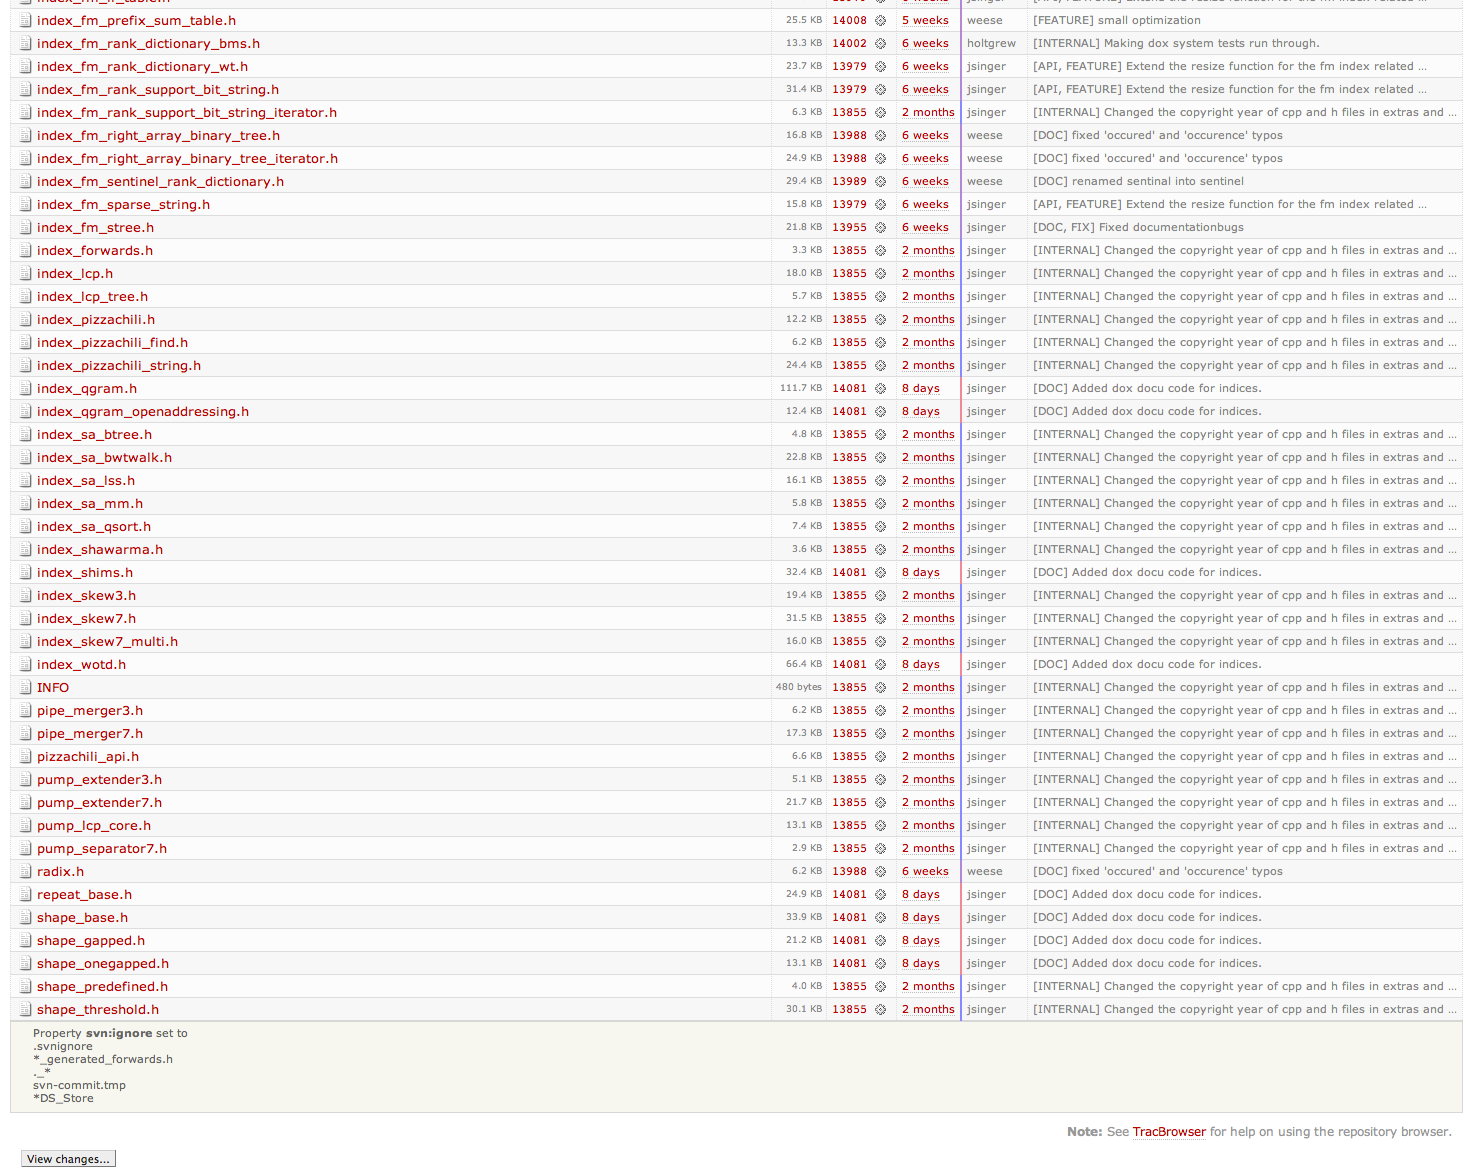 index_fm_prefix_sum_table.h 25.5 KB 14008 5 weeks weese [FEATURE] small optimization
index_fm_rank_dictionary_bms.h 13.3 KB 14002 6 weeks holtgrew [INTERNAL] Making dox system tests run through.
index_fm_rank_dictionary_wt.h 23.7 KB 13979 6 weeks jsinger [API, FEATURE] Extend the resize function for the fm index related ...
index_fm_rank_support_bit_string.h 31.4 KB 13979 6 weeks jsinger [API, FEATURE] Extend the resize function for the fm index related ...
index_fm_rank_support_bit_string_iterator.h 6.3 KB 13855 2 months jsinger [INTERNAL] Changed the copyright year of cpp and h files in extras and ...
index_fm_right_array_binary_tree.h 16.8 KB 13988 6 weeks weese [DOC] fixed 'occured' and 'occurence' typos
index_fm_right_array_binary_tree_iterator.h 24.9 KB 13988 6 weeks weese [DOC] fixed 'occured' and 'occurence' typos
index_fm_sentinel_rank_dictionary.h 29.4 KB 13989 6 weeks weese [DOC] renamed sentinal into sentinel
index_fm_sparse_string.h 15.8 KB 13979 6 weeks jsinger [API, FEATURE] Extend the resize function for the fm index related ...
index_fm_stree.h 21.8 KB 13955 6 weeks jsinger [DOC, FIX] Fixed documentationbugs
index_forwards.h 3.3 KB 13855 2 months jsinger [INTERNAL] Changed the copyright year of cpp and h files in extras and ...
index_lcp.h 18.0 KB 13855 2 months jsinger [INTERNAL] Changed the copyright year of cpp and h files in extras and ...
index_lcp_tree.h 5.7 KB 13855 2 months jsinger [INTERNAL] Changed the copyright year of cpp and h files in extras and ...
index_pizzachili.h 12.2 KB 13855 2 months jsinger [INTERNAL] Changed the copyright year of cpp and h files in extras and ...
index_pizzachili_find.h 6.2 KB 13855 2 months jsinger [INTERNAL] Changed the copyright year of cpp and h files in extras and ...
index_pizzachili_string.h 24.4 KB 13855 2 months jsinger [INTERNAL] Changed the copyright year of cpp and h files in extras and ...
index_qgram.h 111.7 KB 14081 8 days jsinger [DOC] Added dox docu code for indices.
index_qgram_openaddressing.h 12.4 KB 14081 8 days jsinger [DOC] Added dox docu code for indices.
index_sa_btree.h 4.8 KB 13855 2 months jsinger [INTERNAL] Changed the copyright year of cpp and h files in extras and ...
index_sa_bwtwalk.h 22.8 KB 13855 2 months jsinger [INTERNAL] Changed the copyright year of cpp and h files in extras and ...
index_sa_lss.h 16.1 KB 13855 2 months jsinger [INTERNAL] Changed the copyright year of cpp and h files in extras and ...
index_sa_mm.h 5.8 KB 13855 2 months jsinger [INTERNAL] Changed the copyright year of cpp and h files in extras and ...
index_sa_qsort.h 7.4 KB 13855 2 months jsinger [INTERNAL] Changed the copyright year of cpp and h files in extras and ...
index_shawarma.h 3.6 KB 13855 2 months jsinger [INTERNAL] Changed the copyright year of cpp and h files in extras and ...
index_shims.h 32.4 KB 14081 8 days jsinger [DOC] Added dox docu code for indices.
index_skew3.h 19.4 KB 13855 2 months jsinger [INTERNAL] Changed the copyright year of cpp and h files in extras and ...
index_skew7.h 31.5 KB 13855 2 months jsinger [INTERNAL] Changed the copyright year of cpp and h files in extras and ...
index_skew7_multi.h 16.0 KB 13855 2 months jsinger [INTERNAL] Changed the copyright year of cpp and h files in extras and ...
index_wotd.h 66.4 KB 14081 8 days jsinger [DOC] Added dox docu code for indices.
INFO 480 bytes 13855 2 months jsinger [INTERNAL] Changed the copyright year of cpp and h files in extras and ...
pipe_merger3.h 6.2 KB 13855 2 months jsinger [INTERNAL] Changed the copyright year of cpp and h files in extras and ...
pipe_merger7.h 17.3 KB 13855 2 months jsinger [INTERNAL] Changed the copyright year of cpp and h files in extras and ...
pizzachili_api.h 6.6 KB 13855 2 months jsinger [INTERNAL] Changed the copyright year of cpp and h files in extras and ...
pump_extender3.h 5.1 KB 13855 2 months jsinger [INTERNAL] Changed the copyright year of cpp and h files in extras and ...
pump_extender7.h 21.7 KB 13855 2 months jsinger [INTERNAL] Changed the copyright year of cpp and h files in extras and ...
pump_lcp_core.h 13.1 KB 13855 2 months jsinger [INTERNAL] Changed the copyright year of cpp and h files in extras and ...
pump_separator7.h 2.9 KB 13855 2 months jsinger [INTERNAL] Changed the copyright year of cpp and h files in extras and ...
radix.h 6.2 KB 13988 6 weeks weese [DOC] fixed 'occured' and 'occurence' typos
repeat_base.h 24.9 KB 14081 8 days jsinger [DOC] Added dox docu code for indices.
shape_base.h 33.9 KB 14081 8 days jsinger [DOC] Added dox docu code for indices.
shape_gapped.h 21.2 KB 14081 8 days jsinger [DOC] Added dox docu code for indices.
shape_onegapped.h 13.1 KB 14081 8 days jsinger [DOC] Added dox docu code for indices.
shape_predefined.h 4.0 KB 13855 2 months jsinger [INTERNAL] Changed the copyright year of cpp and h files in extras and ...
shape_threshold.h 30.1 KB 13855 2 months jsinger [INTERNAL] Changed the copyright year of cpp and h files in extras and ...
Property svn:ignore set to
.svnignore
*_generated_forwards.h
._*
svn-commit.tmp
*DS_Store
Note: See TracBrowser for help on using the repository browser.
View changes...